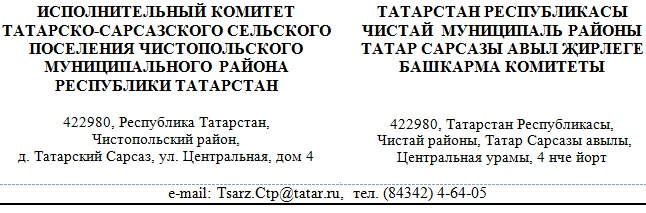 ИСПОЛНИТЕЛЬНЫЙ КОМИТЕТ
ТАТАРСКО-САРСАЗСКОГО СЕЛЬСКОГО
ПОСЕЛЕНИЯ ЧИСТОПОЛЬСКОГО
МУНИЦИПАЛЬНОГО РАЙОНА
РЕСПУБЛИКИ ТАТАРСТАН
422980, Республика Татарстан,
Чистопольский район,
д. Татарский Сарсаз, ул. Центральная, дом 4
ТАТАРСТАН РЕСПУБЛИКАСЫ
ЧИСТАЙ МУНИЦИПАЛЬ РАЙОНЫ
ТАТАР САРСАЗЫ АВЫЛ ҖИРЛЕГЕ
БАШКАРМА КОМИТЕТЫ
422980, Татарстан Республикасы,
Чистай районы, Татар Сарсазы авылы,
Центральная урамы, 4 нче йорт
e-mail: Tsarz.Ctp@tatar.ru, тел. (84342) 4-64-05